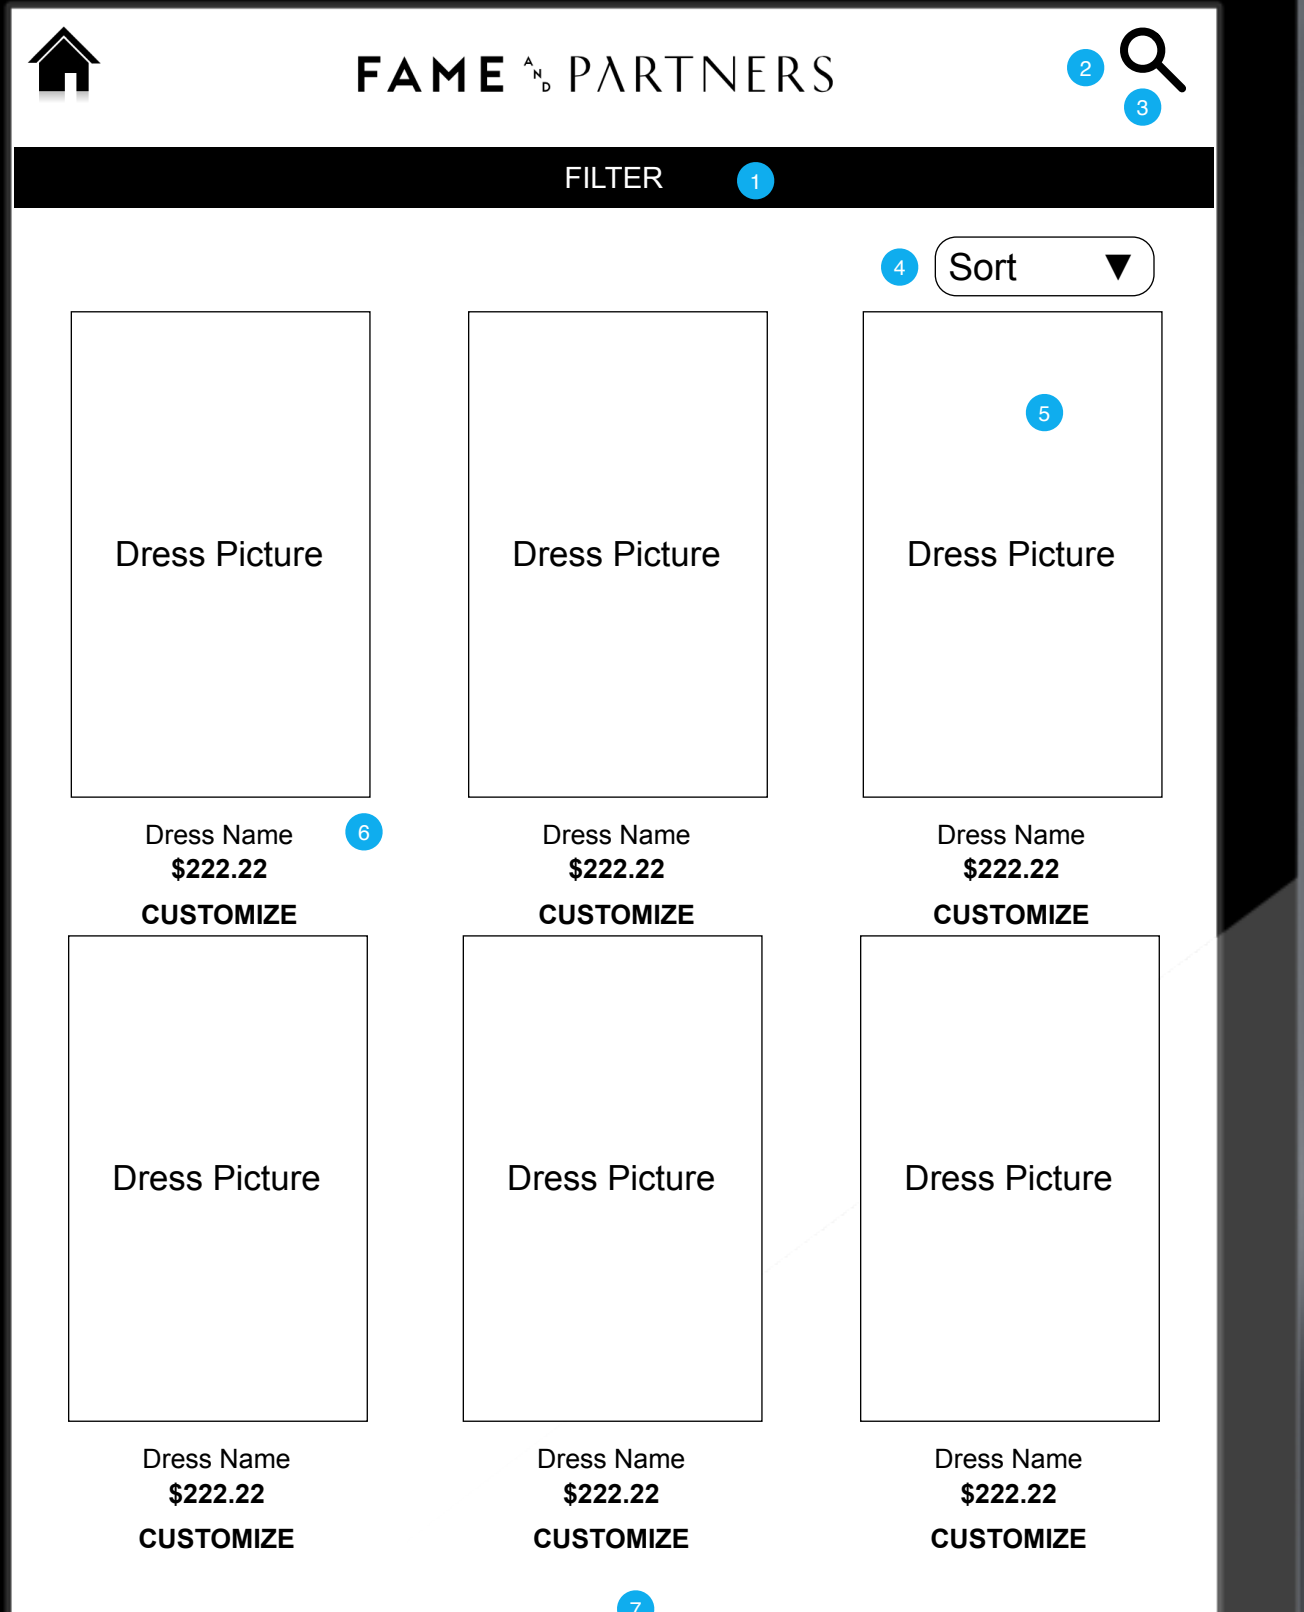 FAME AND PARTNERS
2
3
FILTER 1
4 Sort ▼
5
Dress Picture Dress Picture Dress Picture
Dress Name 6 Dress Name Dress Name
$222.22 $222.22 $222.22
CUSTOMIZE CUSTOMIZE CUSTOMIZE
Dress Picture Dress Picture Dress Picture
Dress Name Dress Name Dress Name
$222.22 $222.22 $222.22
CUSTOMIZE CUSTOMIZE CUSTOMIZE
7